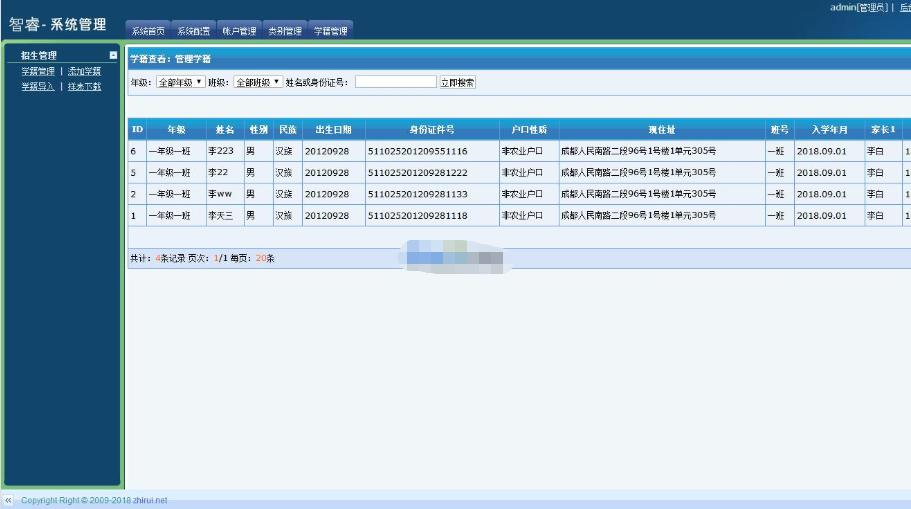 admin[管理员] |
智睿- 系统管理
系统首页 系统配置 帐户管理 类别管理 学籍管理
招生管理
学籍管理 | 添加学籍
学籍导入 | 样表下载
学籍查看：管理学籍
年级： 全部年级 班级： 全部班级 姓名或身份证号： 立即搜索
ID 年级 姓名 性别 民族 出生日期 身份证件号 户口性质 现住址 班号 入学年月 家长1
6 一年级一班 李223 男 汉族 20120928 511025201209551116 非农业户口 成都人民南路二段96号1号楼1单元305号 一班 2018.09.01 李白 1
5 一年级一班 李22 男 汉族 20120928 511025201209281222 非农业户口 成都人民南路二段96号1号楼1单元305号 一班 2018.09.01 李白 1
2 一年级一班 李ww 男 汉族 20120928 511025201209281133 非农业户口 成都人民南路二段96号1号楼1单元305号 一班 2018.09.01 李白 1
1 一年级一班 李天三 男 汉族 20120928 511025201209281118 非农业户口 成都人民南路二段96号1号楼1单元305号 一班 2018.09.01 李白 1
共计：4条记录 页次：1/1 每页：20条
Copyright Right © 2009-2018 zhirui.net